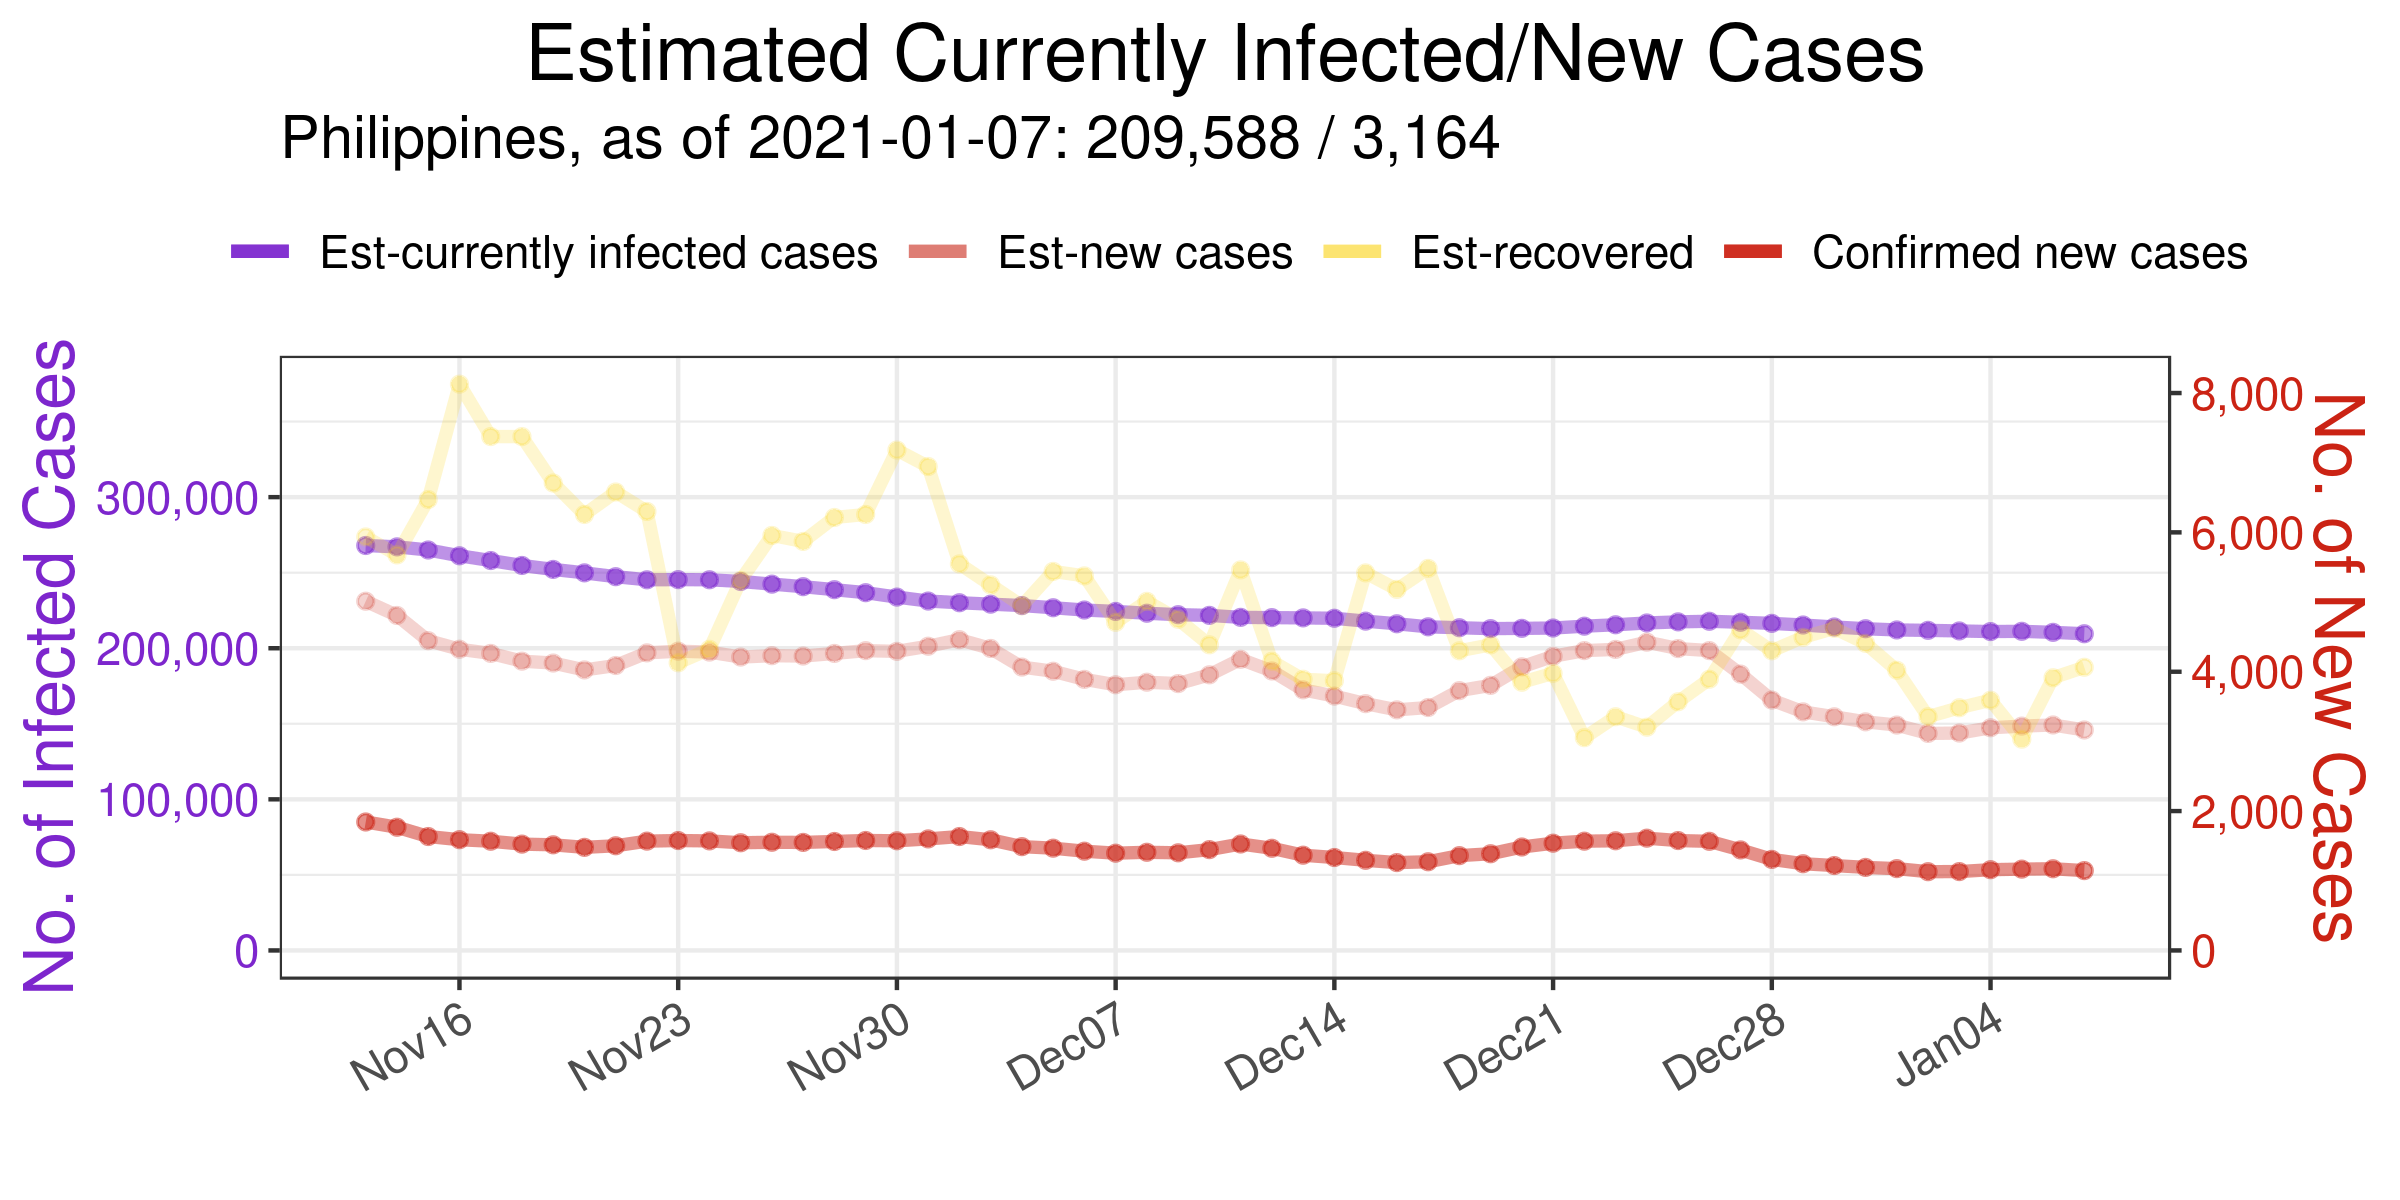 Estimated Currently Infected/New Cases
Philippines, as of 2021-01-07: 209,588 / 3,164
Est-currently infected cases Est-new cases Est-recovered Confirmed new cases
No. of Infected Cases
300,000
200,000
100,000
0
8,000
6,000
4,000
2,000
0
No. of New Cases
Nov16 Nov23 Nov30 Dec07 Dec14 Dec21 Dec28 Jan04